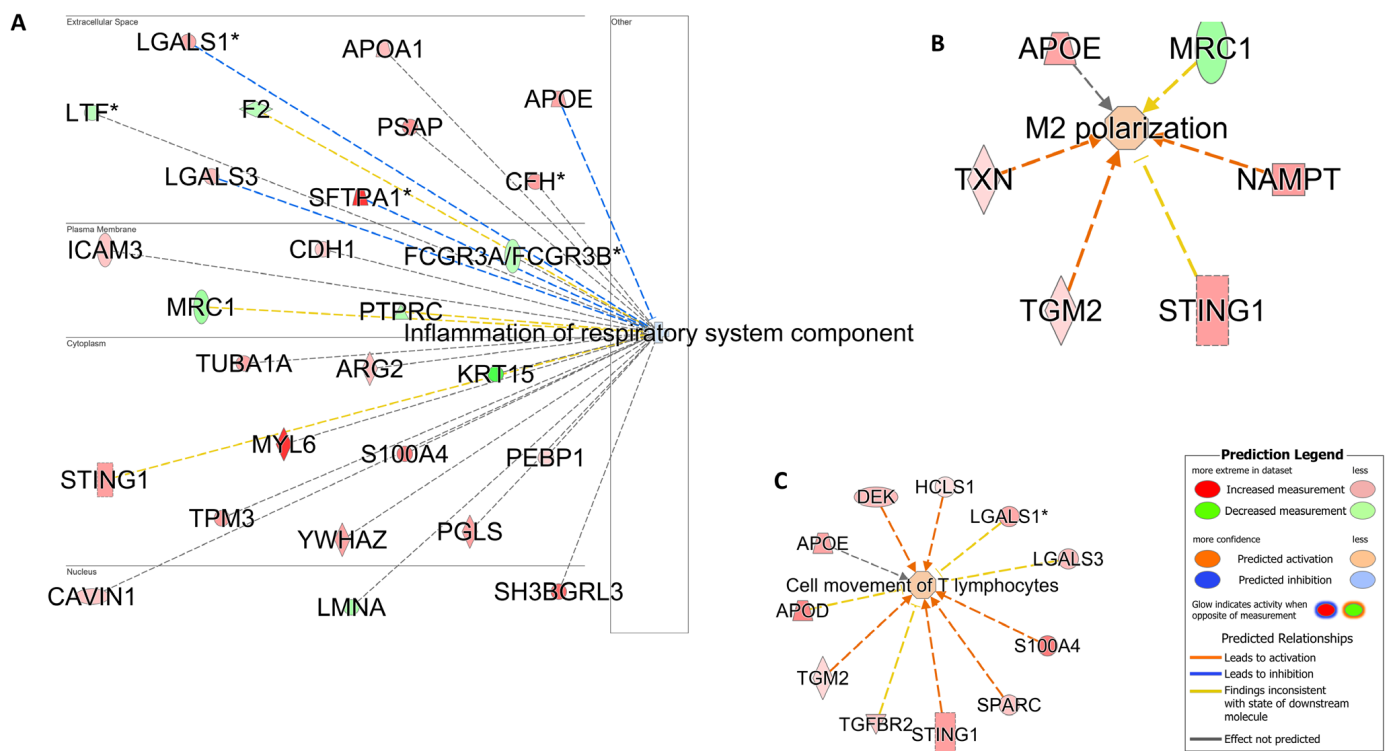 A
Extracellular Space
Other
LGALS1*
APOA1
LTF*
F2
APOE
PSAP
LGALS3
CFH*
SFTPA1*
Plasma Membrane
ICAM3
CDH1
FCGR3A/FCGR3B*
MRC1
PTPRC
Inflammation of respiratory system component
Cytoplasm
TUBA1A
ARG2
KRT15
MYL6
S100A4
PEBP1
STING1
TPM3
YWHAZ
PGLS
Nucleus
CAVIN1
LMNA
SH3BGRL3
B
APOE
MRC1
M2 polarization
TXN
NAMPT
TGM2
STING1
C
DEK
HCLS1
LGALS1*
APOE
LGALS3
Cell movement of T lymphocytes
APOD
S100A4
TGM2
SPARC
TGFBR2
STING1
Prediction Legend
more extreme in dataset less
Increased measurement
Decreased measurement
more confidence less
Predicted activation
Predicted inhibition
Glow indicates activity when
opposite of measurement
Predicted Relationships
Leads to activation
Leads to inhibition
Findings inconsistent
with state of downstream
molecule
Effect not predicted